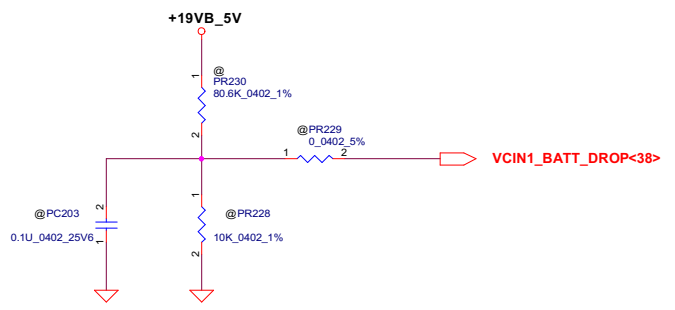 +19VB_5V
1
@
PR230
80.6K_0402_1%
2
@PR229
0_0402_5%
1
2
VCIN1_BATT_DROP<38>
@PC203
2
1
0.1U_0402_25V6
1
@PR228
10K_0402_1%
2